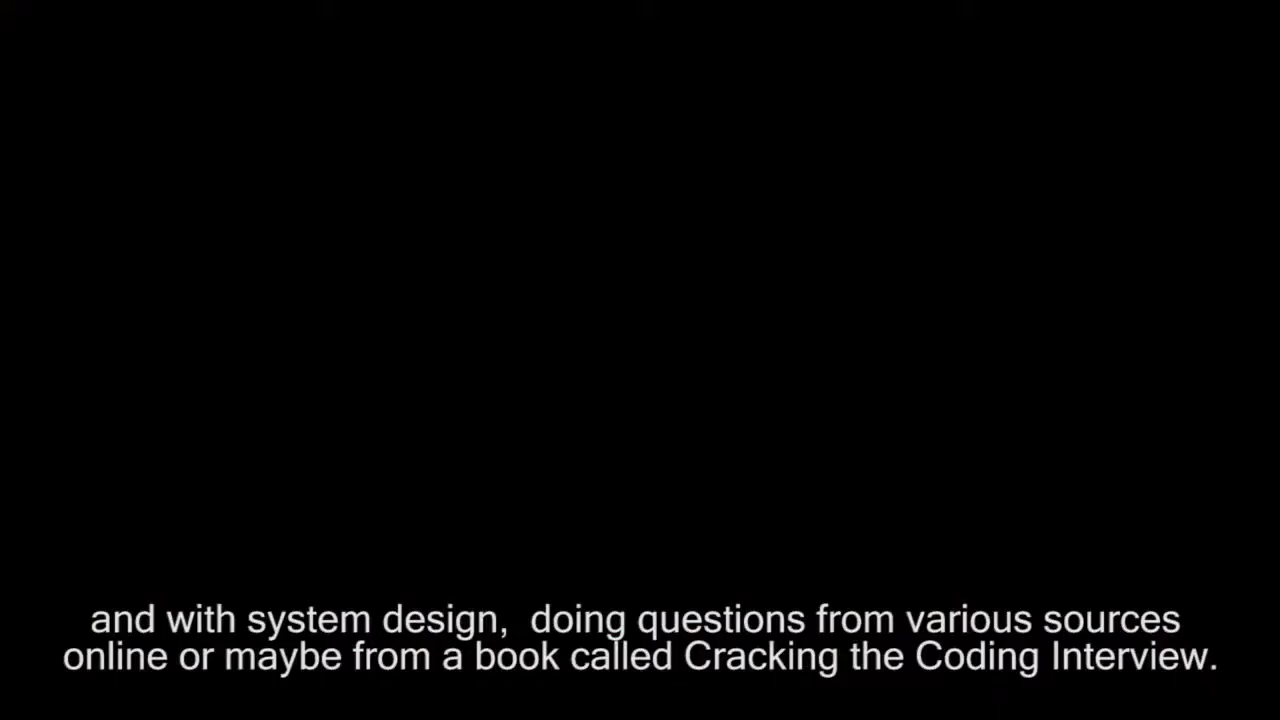 and with system design,  doing questions from various sources
online or maybe from a book called Cracking the Coding Interview.